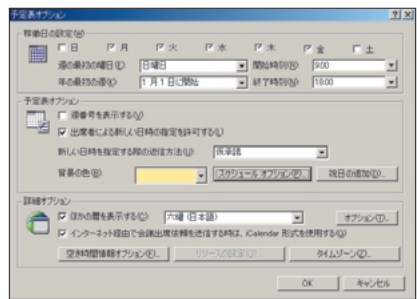 予定表オプション
稼動日の設定(W)
日 月 火 水 木 金 土
週の最初の曜日(D) 日曜日 開始時刻(R) 9:00
年の最初の週(K) 1月1日に開始 終了時刻(N) 18:00
予定表オプション
週番号を表示する(V)
出席者による新しい日時の指定を許可する(L)
新しい日時を指定する際の返信方法(U): 仮承諾
背景の色(B): スケジュール オプション(P)... 祝日の追加(D)...
詳細オプション
ほかの暦を表示する(C): 六曜 (日本語) オプション(T)...
インターネット経由で会議出席依頼を送信する時は、iCalendar 形式を使用する(Q)
空き時間情報オプション(F)... リソースの設定(Q)... タイムゾーン(Z)...
OK キャンセル